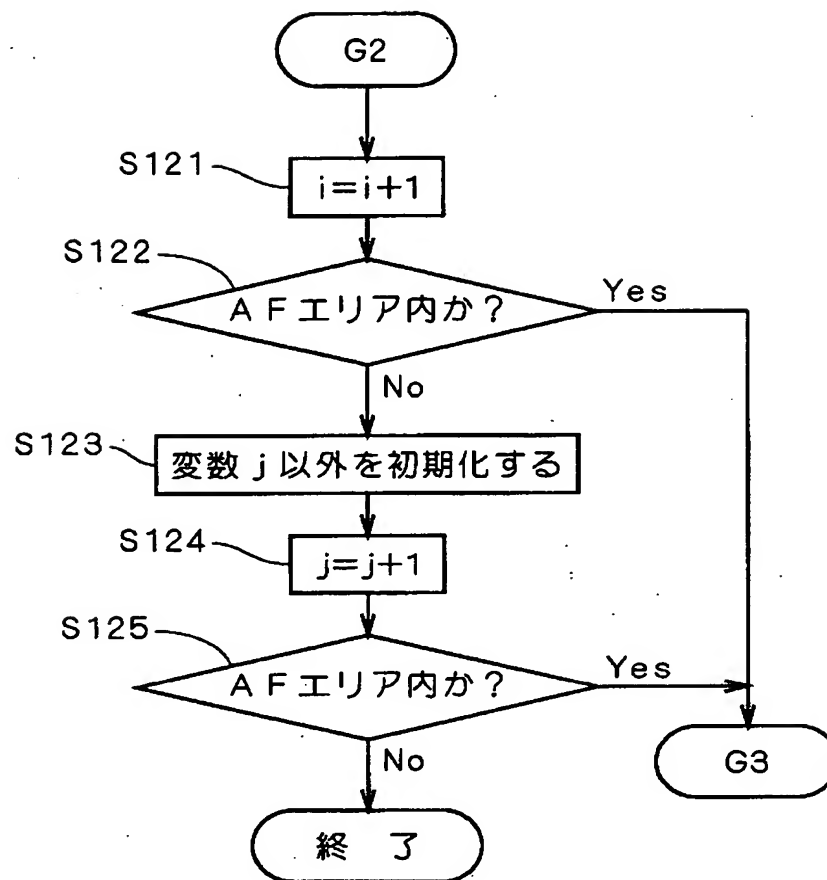 G2
S121
i=i+1
S122
AFエリア内か?
Yes
No
S123
変数j以外を初期化する
S124
j=j+1
S125
AFエリア内か?
Yes
No
G3
終 了